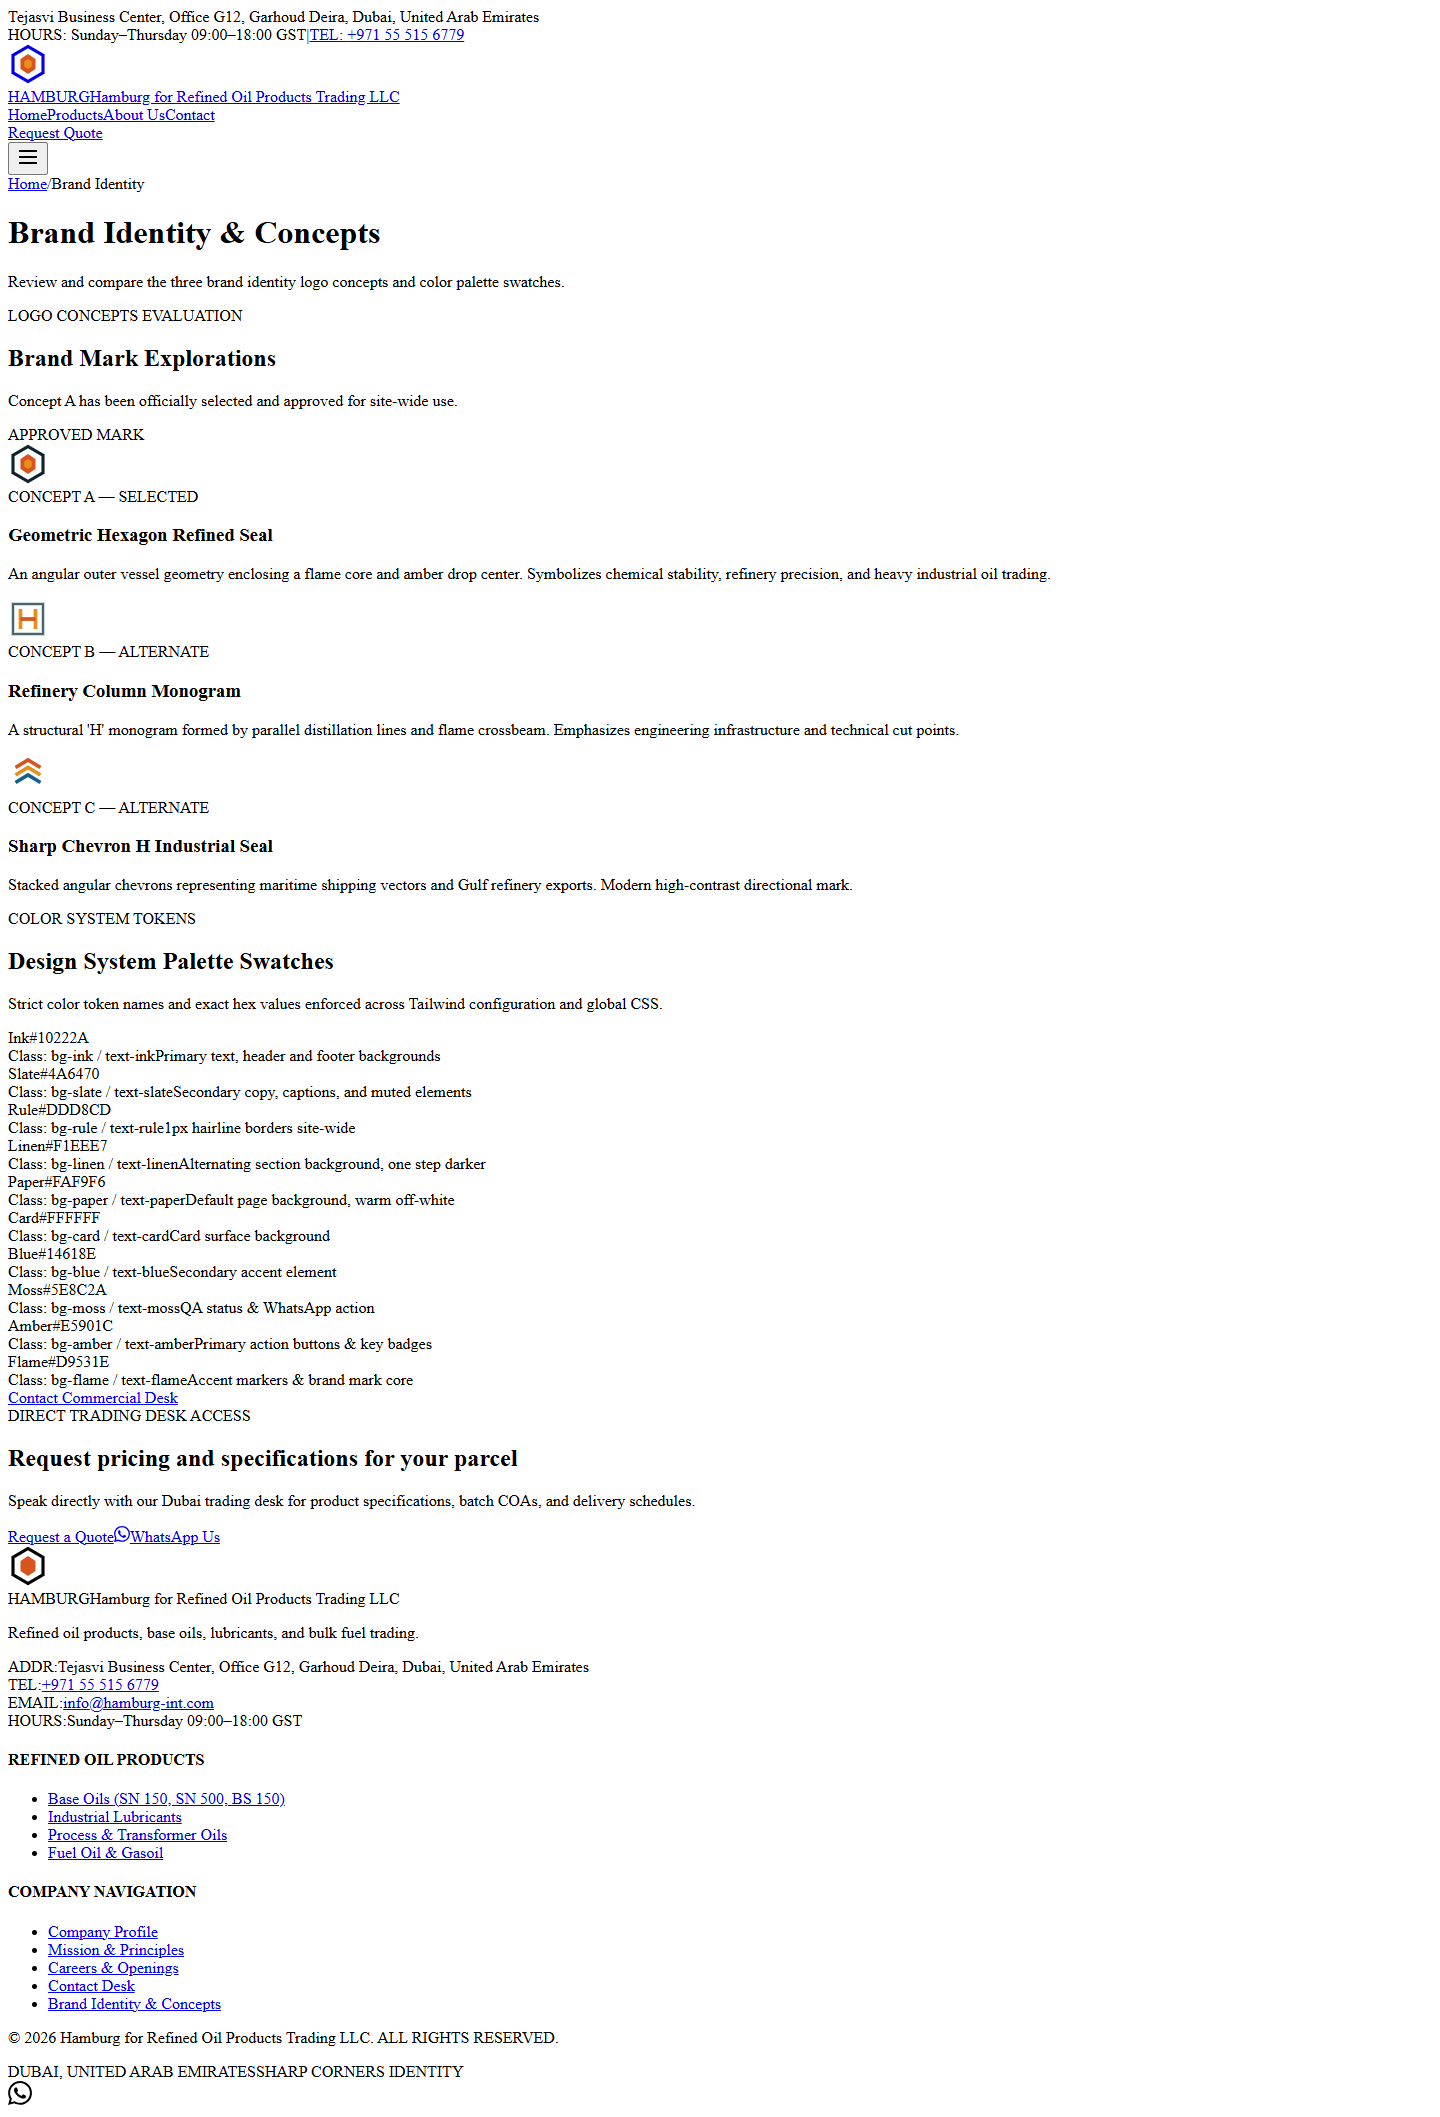 Tejasvi Business Center, Office G12, Garhoud Deira, Dubai, United Arab Emirates
HOURS: Sunday–Thursday 09:00–18:00 GST|TEL: +971 55 515 6779
HAMBURGHamburg for Refined Oil Products Trading LLC
HomeProductsAbout UsContact
Request Quote
Home/Brand Identity
Brand Identity & Concepts
Review and compare the three brand identity logo concepts and color palette swatches.
LOGO CONCEPTS EVALUATION
Brand Mark Explorations
Concept A has been officially selected and approved for site-wide use.
APPROVED MARK
CONCEPT A — SELECTED
Geometric Hexagon Refined Seal
An angular outer vessel geometry enclosing a flame core and amber drop center. Symbolizes chemical stability, refinery precision, and heavy industrial oil trading.
H
CONCEPT B — ALTERNATE
Refinery Column Monogram
A structural 'H' monogram formed by parallel distillation lines and flame crossbeam. Emphasizes engineering infrastructure and technical cut points.
CONCEPT C — ALTERNATE
Sharp Chevron H Industrial Seal
Stacked angular chevrons representing maritime shipping vectors and Gulf refinery exports. Modern high-contrast directional mark.
COLOR SYSTEM TOKENS
Design System Palette Swatches
Strict color token names and exact hex values enforced across Tailwind configuration and global CSS.
Ink#10222A
Class: bg-ink / text-inkPrimary text, header and footer backgrounds
Slate#4A6470
Class: bg-slate / text-slateSecondary copy, captions, and muted elements
Rule#DDD8CD
Class: bg-rule / text-rule1px hairline borders site-wide
Linen#F1EEE7
Class: bg-linen / text-linenAlternating section background, one step darker
Paper#FAF9F6
Class: bg-paper / text-paperDefault page background, warm off-white
Card#FFFFFF
Class: bg-card / text-cardCard surface background
Blue#14618E
Class: bg-blue / text-blueSecondary accent element
Moss#5E8C2A
Class: bg-moss / text-mossQA status & WhatsApp action
Amber#E5901C
Class: bg-amber / text-amberPrimary action buttons & key badges
Flame#D9531E
Class: bg-flame / text-flameAccent markers & brand mark core
Contact Commercial Desk
DIRECT TRADING DESK ACCESS
Request pricing and specifications for your parcel
Speak directly with our Dubai trading desk for product specifications, batch COAs, and delivery schedules.
Request a QuoteWhatsApp Us
HAMBURGHamburg for Refined Oil Products Trading LLC
Refined oil products, base oils, lubricants, and bulk fuel trading.
ADDR:Tejasvi Business Center, Office G12, Garhoud Deira, Dubai, United Arab Emirates
TEL:+971 55 515 6779
EMAIL:info@hamburg-int.com
HOURS:Sunday–Thursday 09:00–18:00 GST
REFINED OIL PRODUCTS
Base Oils (SN 150, SN 500, BS 150)
Industrial Lubricants
Process & Transformer Oils
Fuel Oil & Gasoil
COMPANY NAVIGATION
Company Profile
Mission & Principles
Careers & Openings
Contact Desk
Brand Identity & Concepts
© 2026 Hamburg for Refined Oil Products Trading LLC. ALL RIGHTS RESERVED.
DUBAI, UNITED ARAB EMIRATESSHARP CORNERS IDENTITY